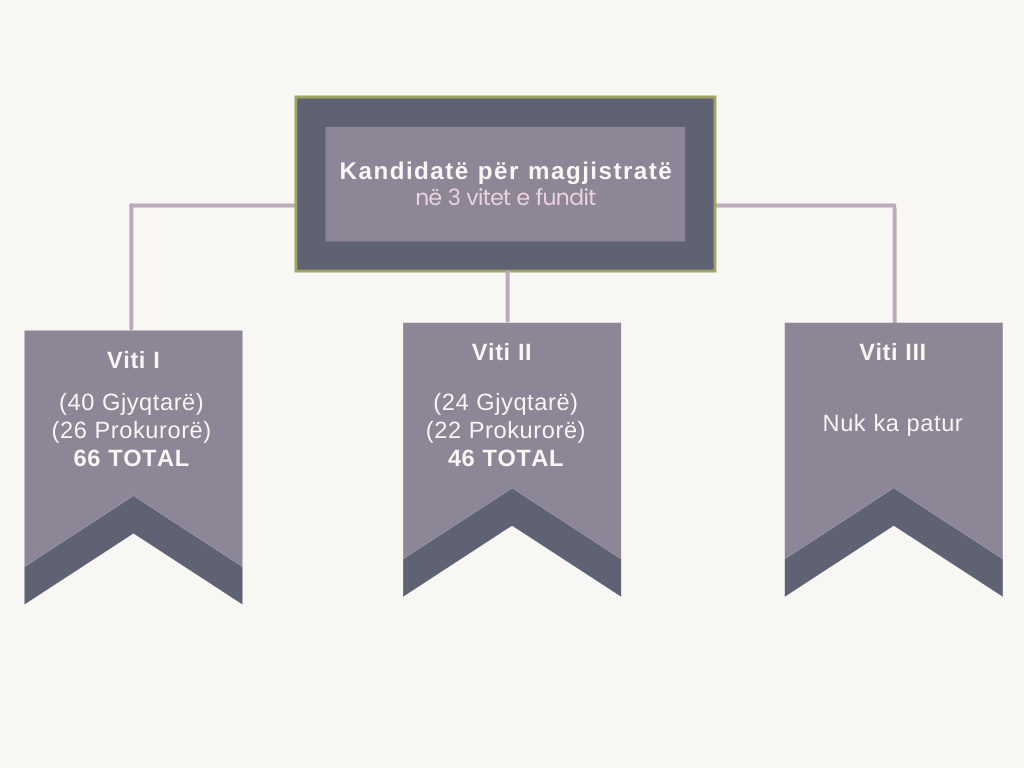 Kandidatë për magjistratë
në 3 vitet e fundit
Viti I
(40 Gjyqtarë)
(26 Prokurorë)
66 TOTAL
Viti II
(24 Gjyqtarë)
(22 Prokurorë)
46 TOTAL
Viti III
Nuk ka patur